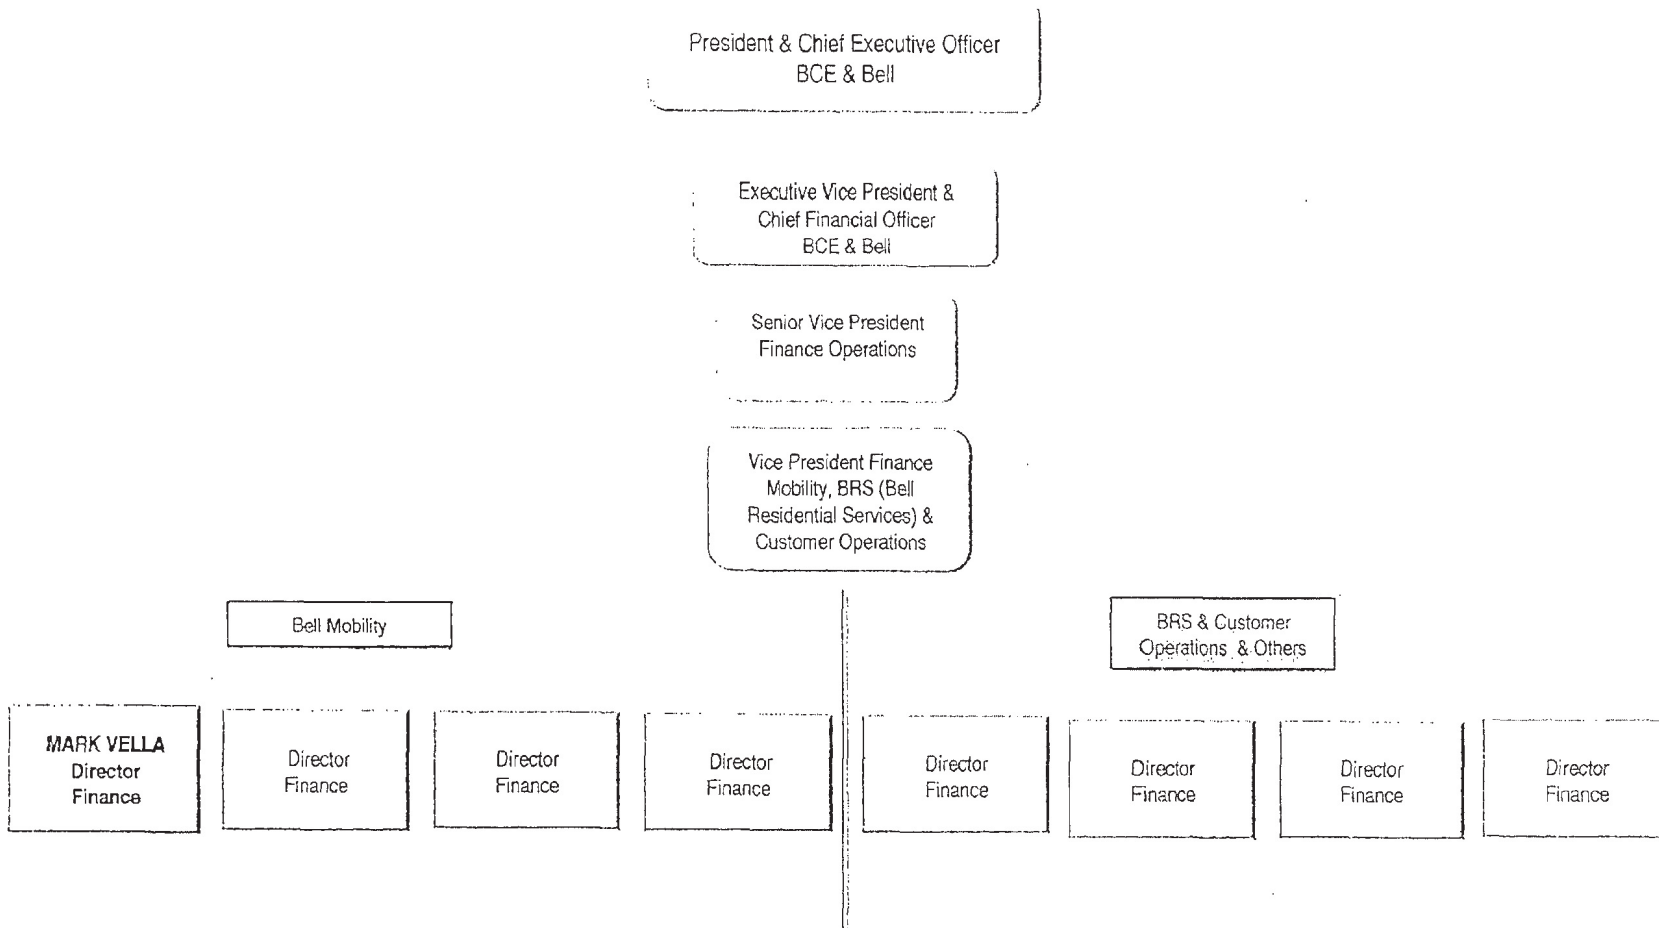 President & Chief Executive Officer
BCE & Bell
Executive Vice President &
Chief Financial Officer
BCE & Bell
Senior Vice President
Finance Operations
Vice President Finance
Mobility, BRS (Bell
Residential Services) &
Customer Operations
Bell Mobility
BRS & Customer
Operations & Others
MARK VELLA
Director
Finance
Director
Finance
Director
Finance
Director
Finance
Director
Finance
Director
Finance
Director
Finance
Director
Finance